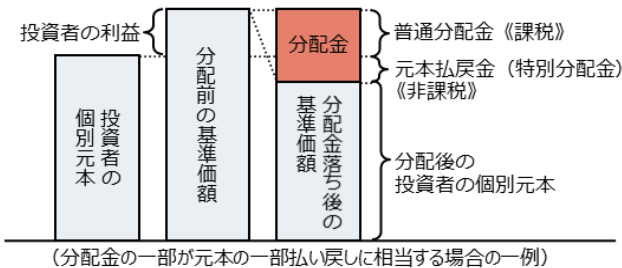 投資者の利益
投資者の
個別元本
分配前の基準価額
分配金
分配金落ち後の
基準価額
普通分配金《課税》
元本払戻金（特別分配金）
《非課税》
分配後の
投資者の個別元本
（分配金の一部が元本の一部払い戻しに相当する場合の一例）